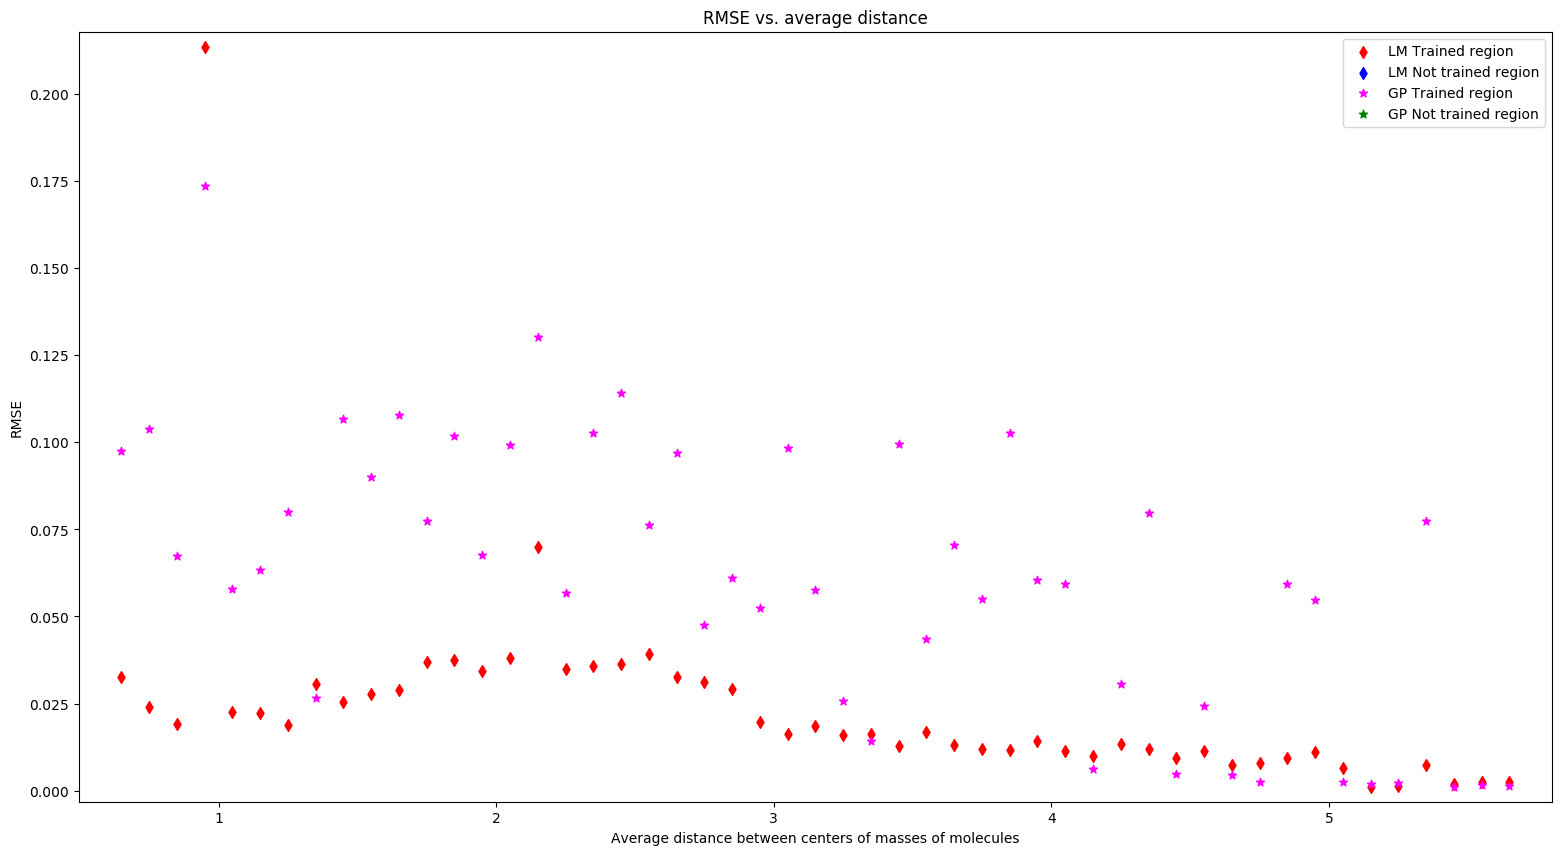 RMSE vs. average distance
LM Trained region
LM Not trained region
GP Trained region
GP Not trained region
0.200
0.175
0.150
0.125
0.100
0.075
0.050
0.025
0.000
RMSE
1 2 3 4 5
Average distance between centers of masses of molecules